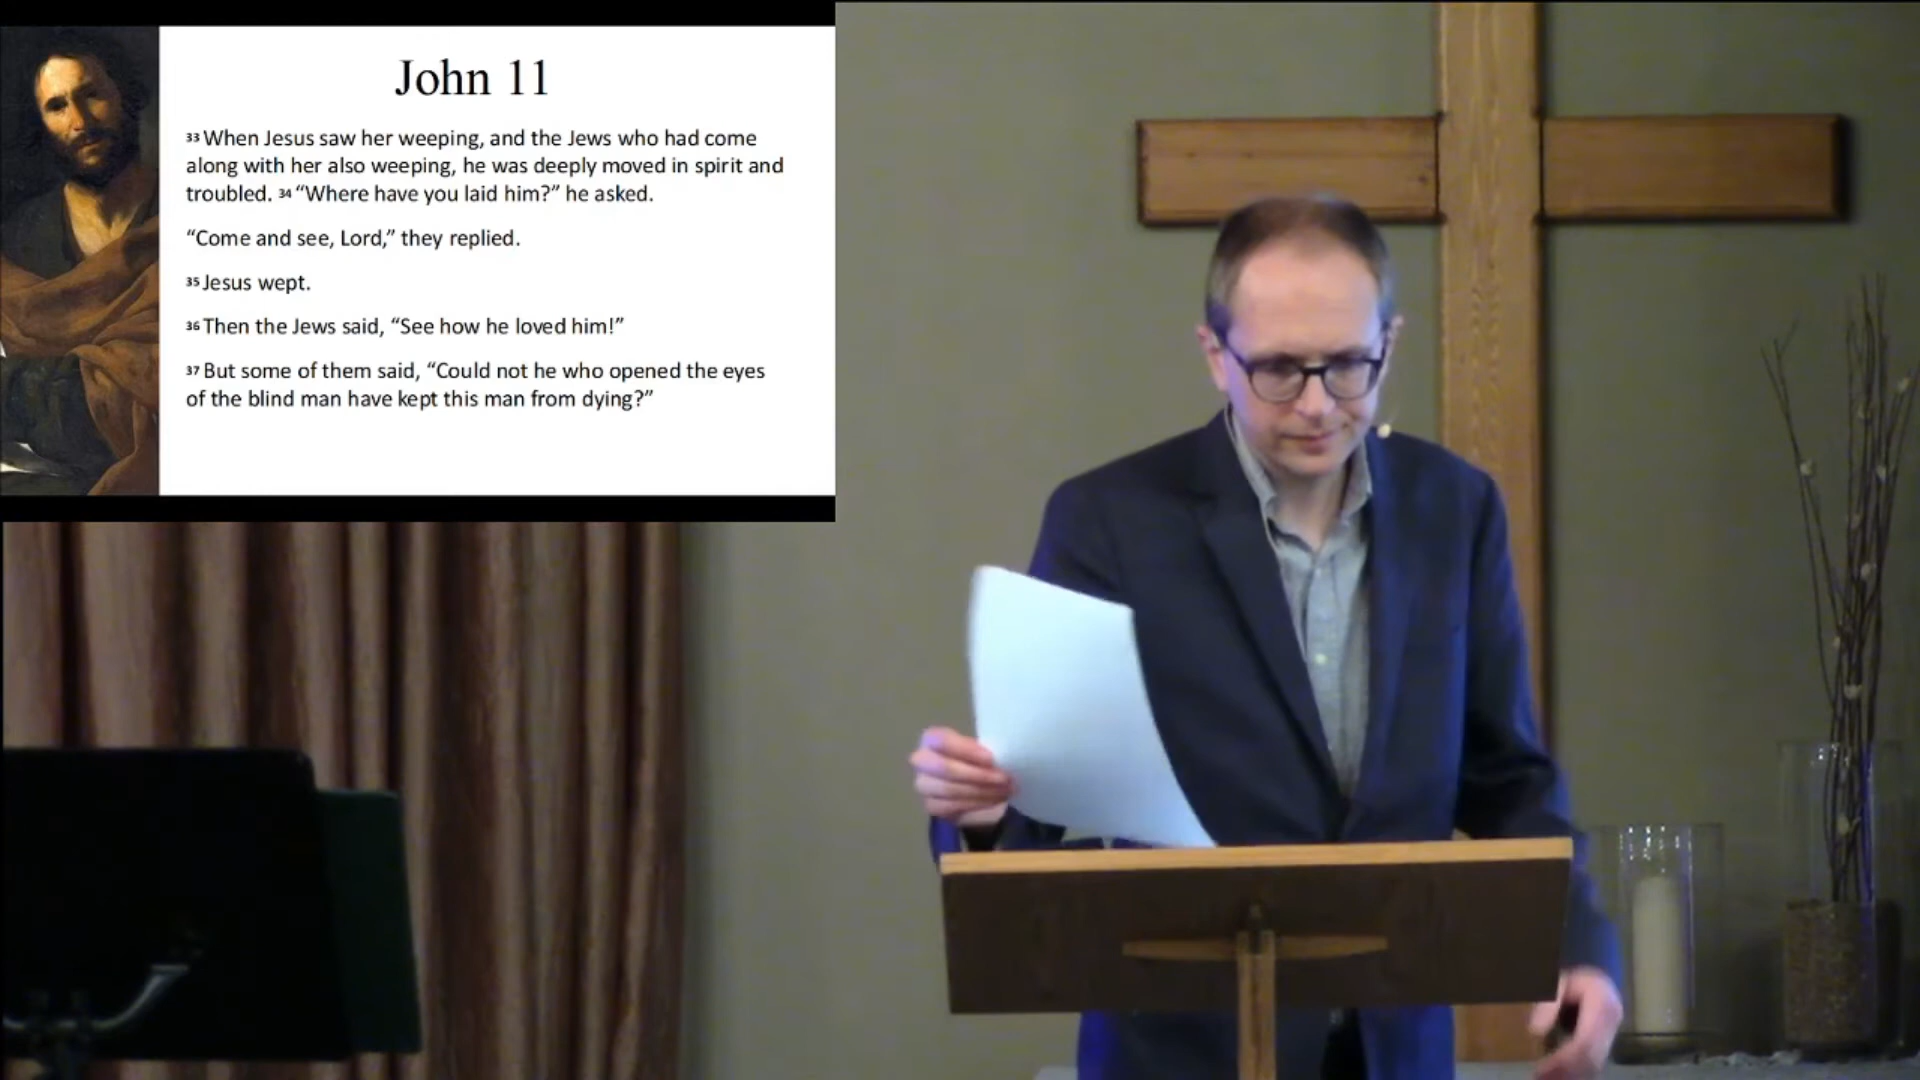 John 11
33 When Jesus saw her weeping, and the Jews who had come
along with her also weeping, he was deeply moved in spirit and
troubled. 34 “Where have you laid him?” he asked.
“Come and see, Lord,” they replied.
35 Jesus wept.
36 Then the Jews said, “See how he loved him!”
37 But some of them said, “Could not he who opened the eyes
of the blind man have kept this man from dying?”